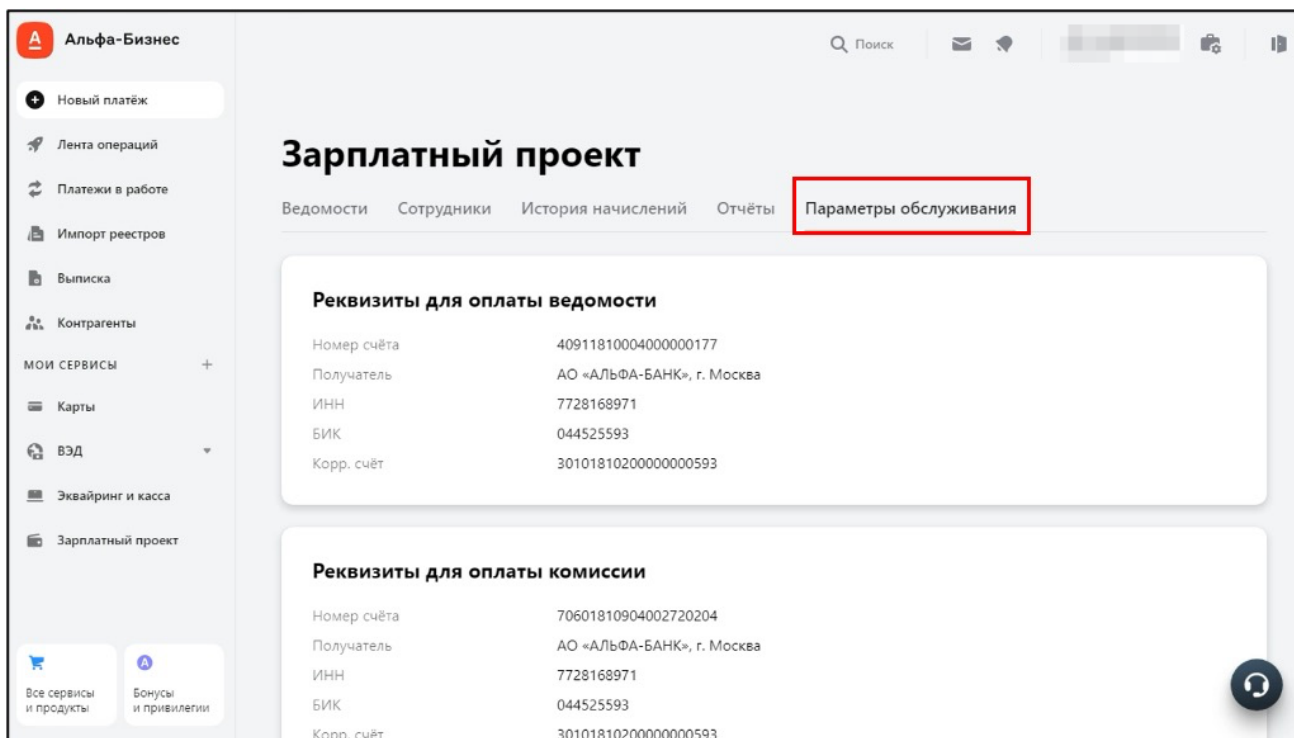 А Альфа-Бизнес
Поиск
Новый платёж
Лента операций
Платежи в работе
Импорт реестров
Выписка
Контрагенты
МОИ СЕРВИСЫ +
Карты
ВЭД
Эквайринг и касса
Зарплатный проект
Все сервисы
и продукты
А
Бонусы
и привилегии
Зарплатный проект
Ведомости Сотрудники История начислений Отчёты Параметры обслуживания
Реквизиты для оплаты ведомости
Номер счёта 40911810004000000177
Получатель АО «АЛЬФА-БАНК», г. Москва
ИНН 7728168971
БИК 044525593
Корр. счёт 30101810200000000593
Реквизиты для оплаты комиссии
Номер счёта 70601810904002720204
Получатель АО «АЛЬФА-БАНК», г. Москва
ИНН 7728168971
БИК 044525593
Корр. счёт 30101810200000000593